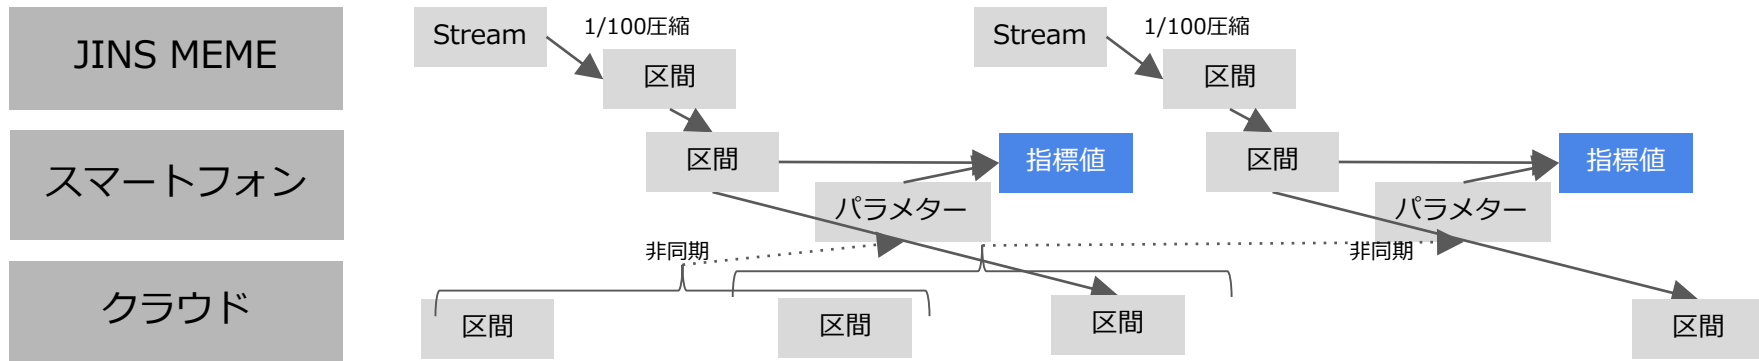 JINS MEME
Stream
1/100圧縮
区間
Stream
1/100圧縮
区間
スマートフォン
区間
指標値
パラメター
区間
指標値
パラメター
非同期
非同期
クラウド
区間
区間
区間
区間